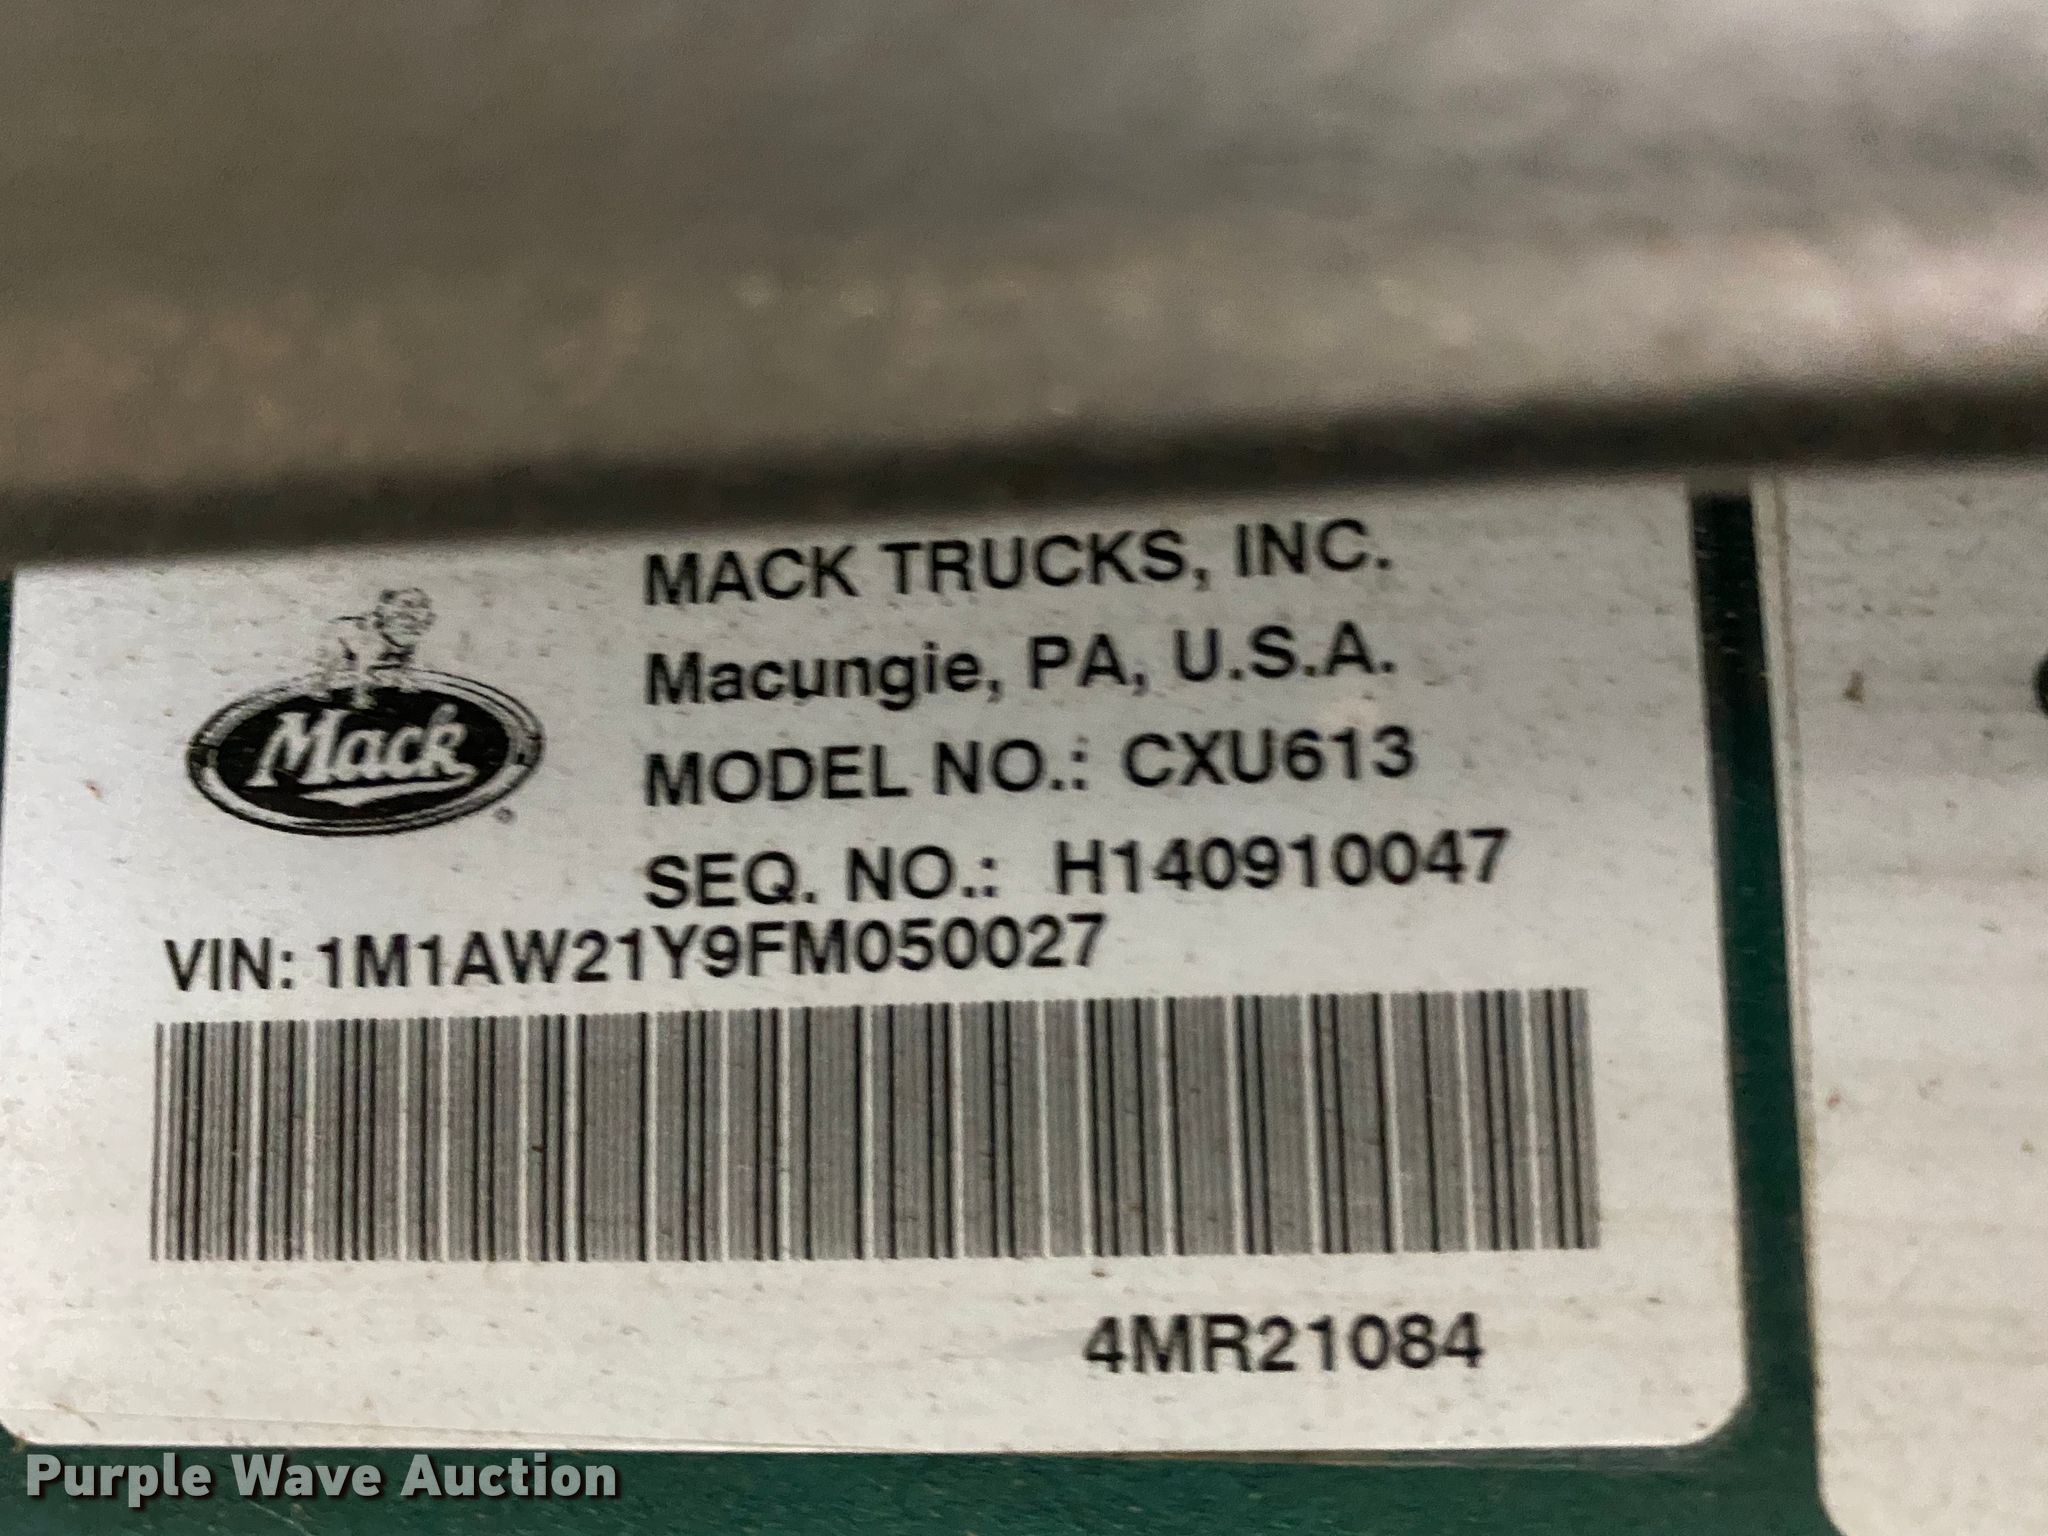 MACK TRUCKS, INC.
Macungie, PA, U.S.A.
Mack
MODEL NO.: CXU613
SEQ. NO.: H140910047
VIN: 1M1AW21Y9FM050027
4MR21084
Purple Wave Auction